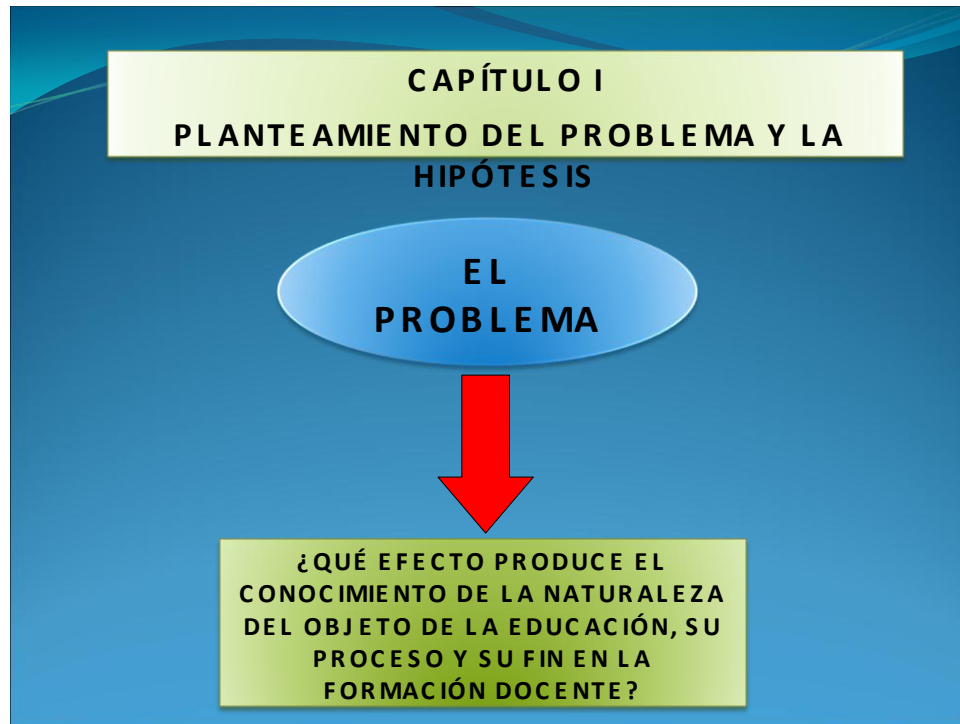 CAPÍTULO I
PLANTEAMIENTO DEL PROBLEMA Y LA
HIPÓTESIS
EL
PROBLEMA
¿QUÉ EFECTO PRODUCE EL
CONOCIMIENTO DE LA NATURALEZA
DEL OBJETO DE LA EDUCACIÓN, SU
PROCESO Y SU FIN EN LA
FORMACIÓN DOCENTE?